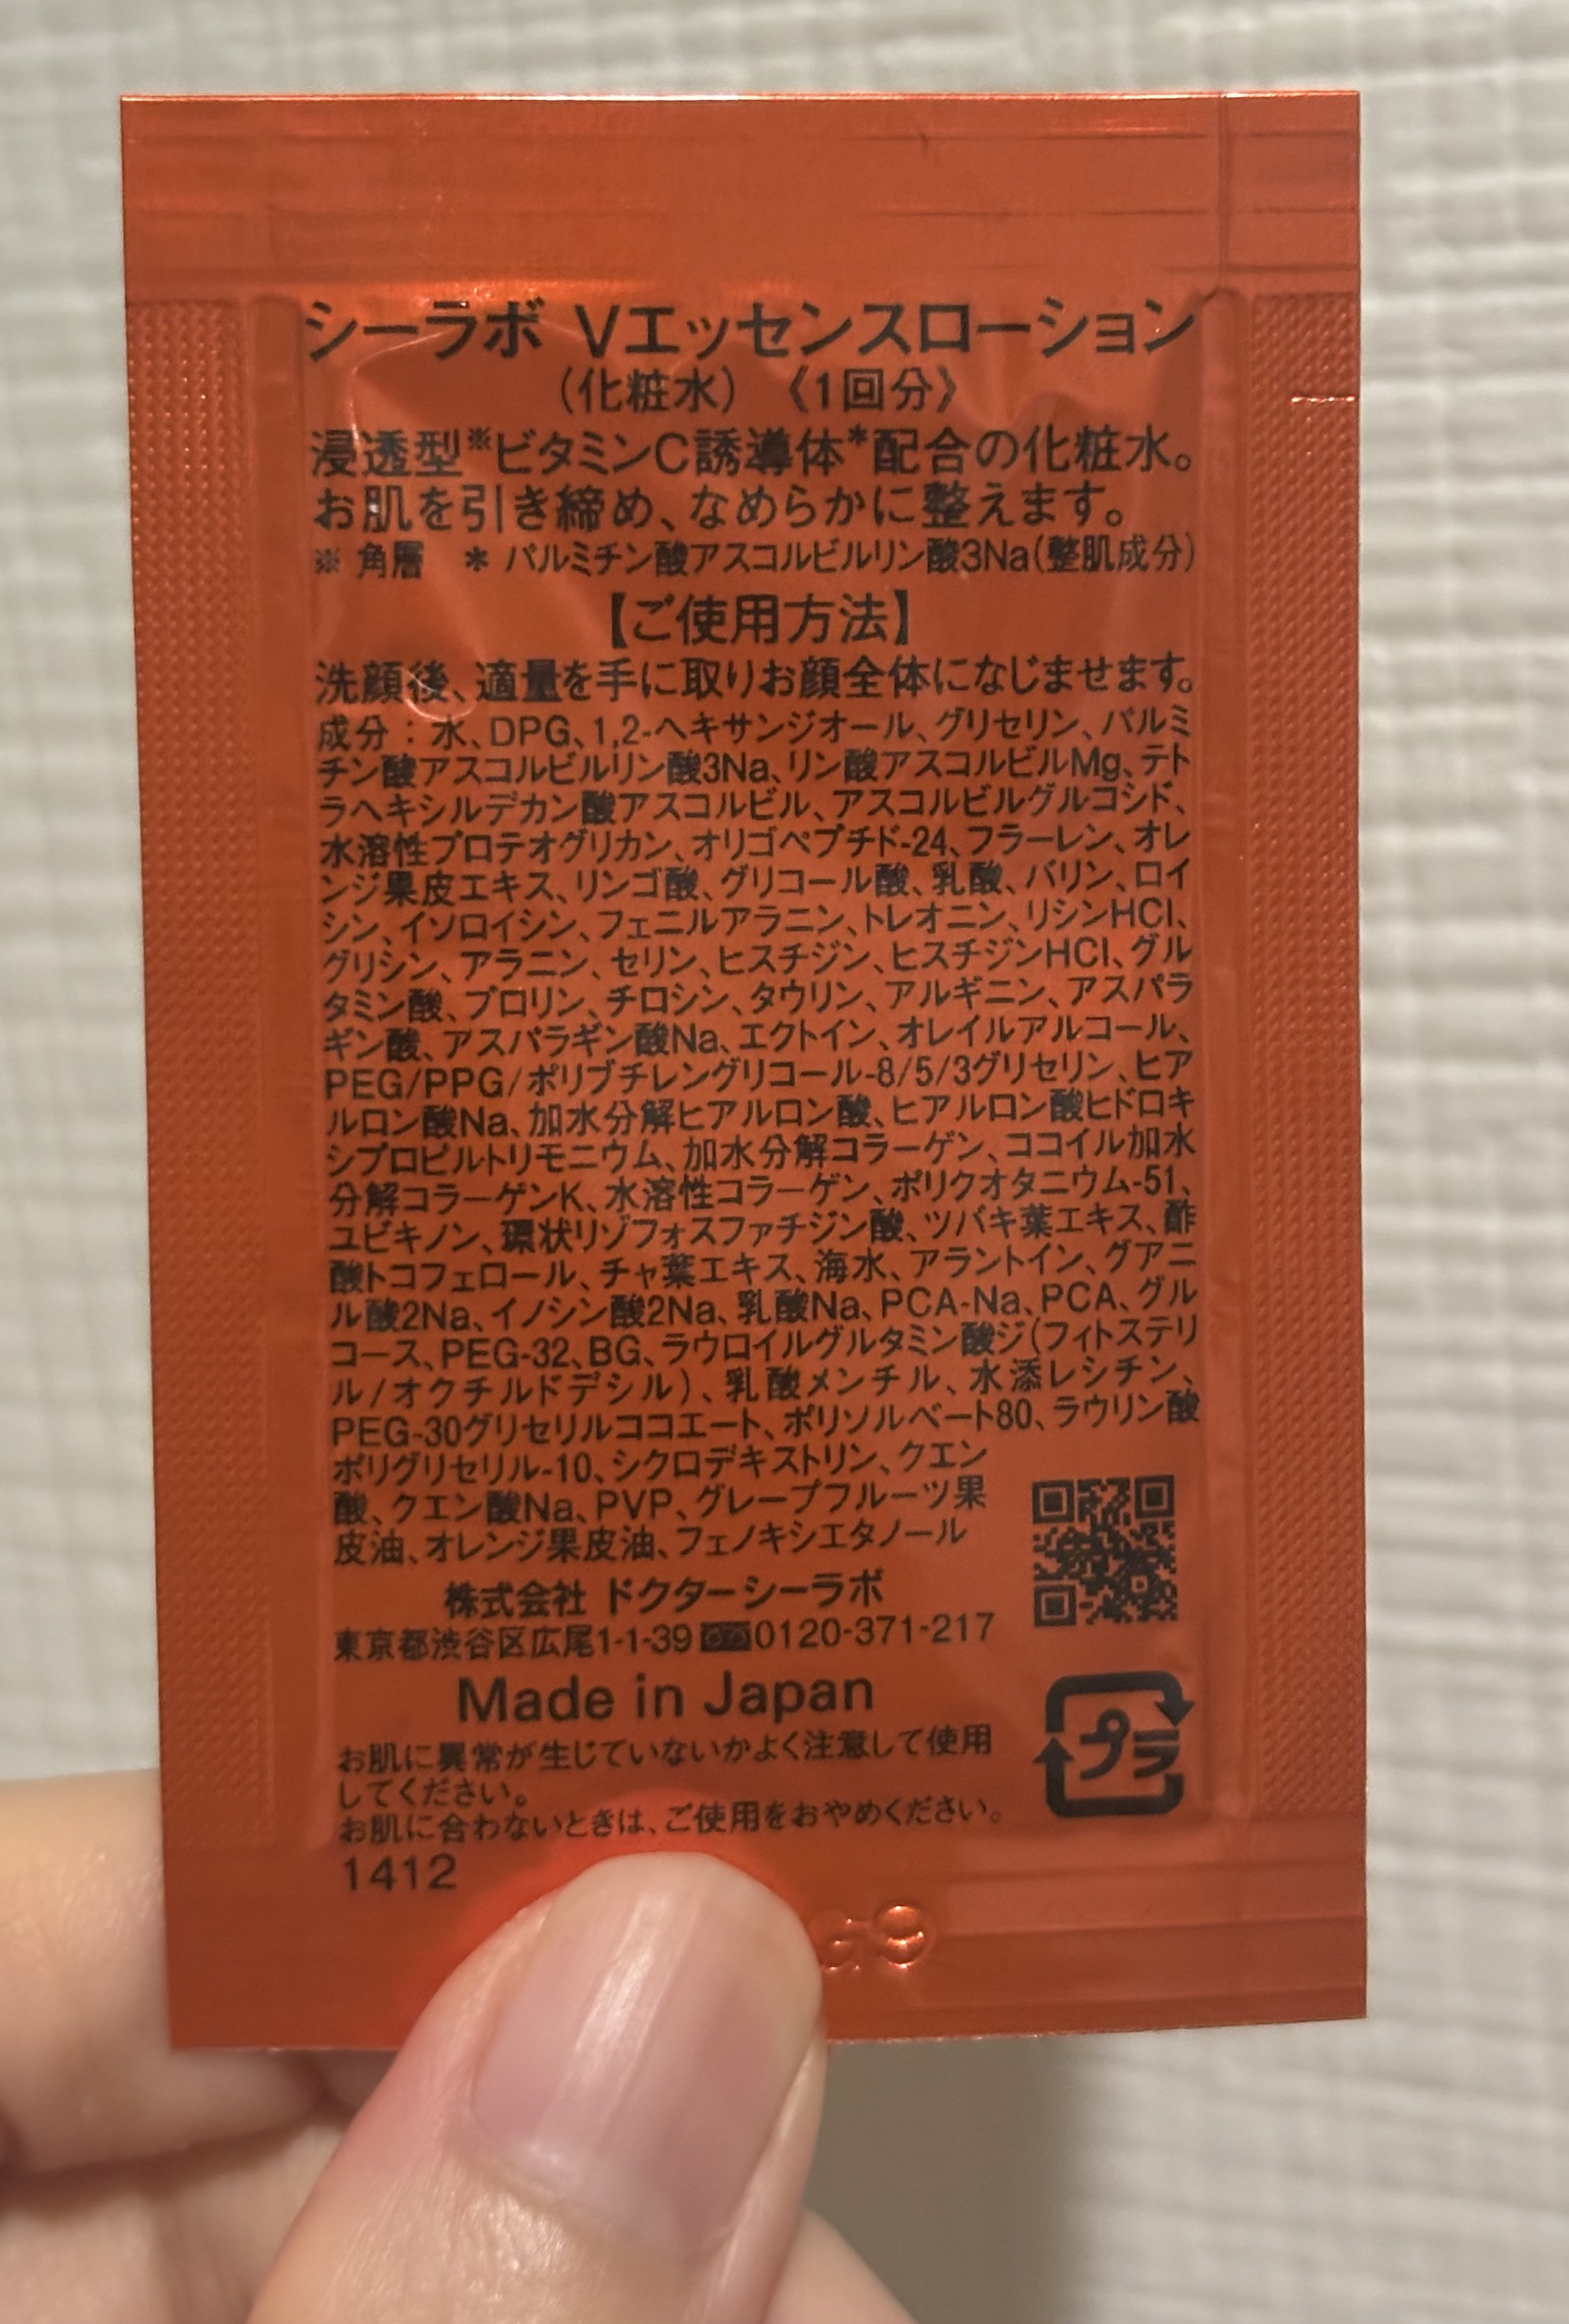 シーラボ Vエッセンスローション
(化粧水) 《1回分》
浸透型※ビタミンC誘導体*配合の化粧水。
お肌を引き締め、なめらかに整えます。
※ 角層 * パルミチン酸アスコルビルリン酸3Na(整肌成分)
【ご使用方法】
洗顔後、適量を手に取りお顔全体になじませます。
成分：水、DPG、1,2-ヘキサンジオール、グリセリン、パルミ
チン酸アスコルビルリン酸3Na、リン酸アスコルビルMg、テト
ラヘキシルデカン酸アスコルビル、アスコルビルグルコシド、
水溶性プロテオグリカン、オリゴペプチド-24、フラーレン、オレ
ンジ果皮エキス、リンゴ酸、グリコール酸、乳酸、バリン、ロイ
シン、イソロイシン、フェニルアラニン、トレオニン、リシンHCl、
グリシン、アラニン、セリン、ヒスチジン、ヒスチジンHCl、グル
タミン酸、プロリン、チロシン、タウリン、アルギニン、アスパラ
ギン酸、アスパラギン酸Na、エクトイン、オレイルアルコール、
PEG/PPG/ポリブチレングリコール-8/5/3グリセリン、ヒア
ルロン酸Na、加水分解ヒアルロン酸、ヒアルロン酸ヒドロキ
シプロピルトリモニウム、加水分解コラーゲン、ココイル加水
分解コラーゲンK、水溶性コラーゲン、ポリクオタニウム-51、
ユビキノン、環状リゾフォスファチジン酸、ツバキ葉エキス、酢
酸トコフェロール、チャ葉エキス、海水、アラントイン、グアニ
ル酸2Na、イノシン酸2Na、乳酸Na、PCA-Na、PCA、グル
コース、PEG-32、BG、ラウロイルグルタミン酸ジ(フィトステリ
ル/オクチルドデシル)、乳酸メンチル、水添レシチン、
PEG-30グリセリルココエート、ポリソルベート80、ラウリン酸
ポリグリセリル-10、シクロデキストリン、クエン
酸、クエン酸Na、PVP、グレープフルーツ果
皮油、オレンジ果皮油、フェノキシエタノール
株式会社 ドクターシーラボ
東京都渋谷区広尾1-1-39 0120-371-217
Made in Japan
プラ
お肌に異常が生じていないかよく注意して使用
してください。
お肌に合わないときは、ご使用をおやめください。
1412